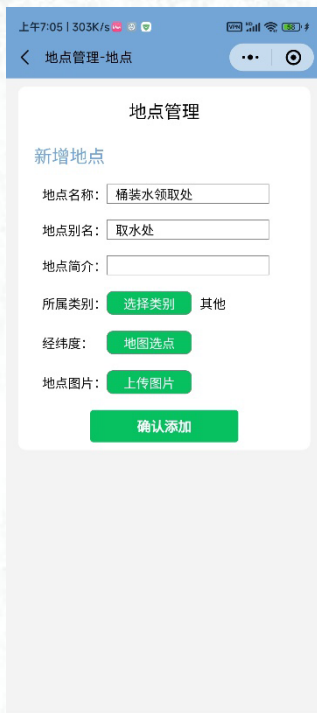 上午7:05 | 303K/s
VPN 58
地点管理-地点
地点管理
新增地点
地点名称: 桶装水领取处
地点别名: 取水处
地点简介:
所属类别: 选择类别 其他
经纬度: 地图选点
地点图片: 上传图片
确认添加